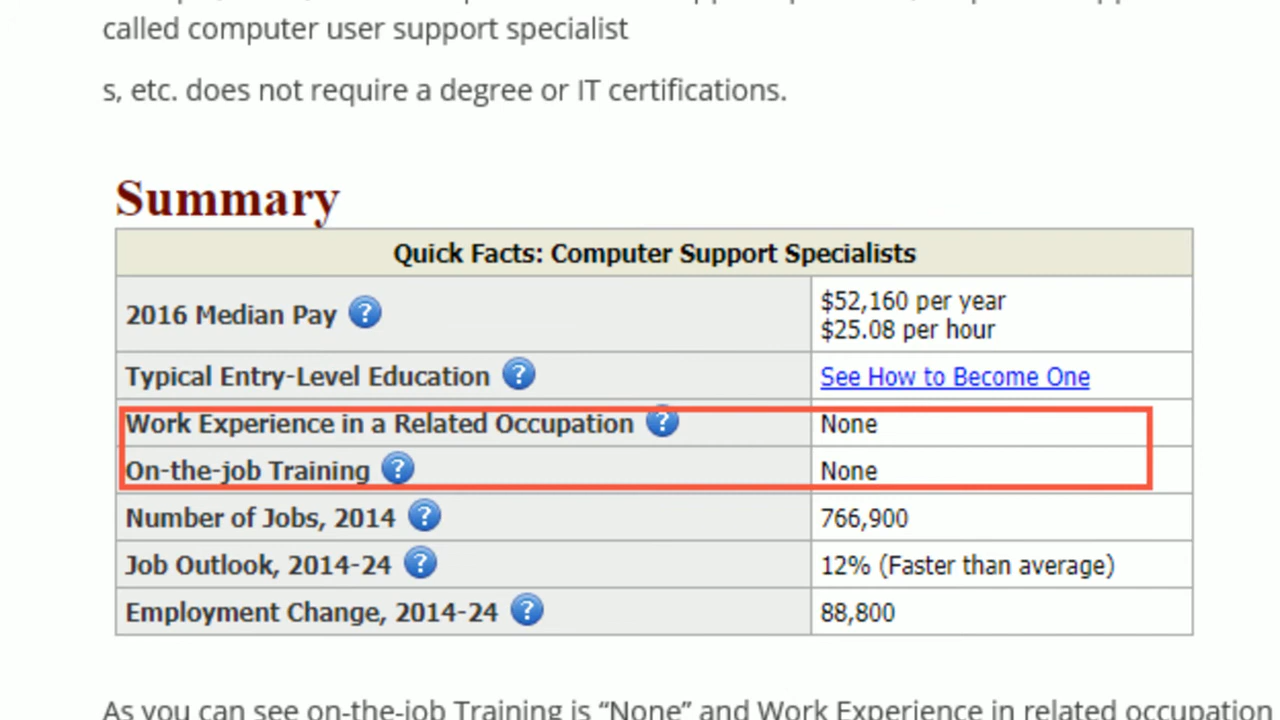 called computer user support specialist
s, etc. does not require a degree or IT certifications.
Summary
Quick Facts: Computer Support Specialists
2016 Median Pay ? $52,160 per year
$25.08 per hour
Typical Entry-Level Education ? See How to Become One
Work Experience in a Related Occupation ? None
On-the-job Training ? None
Number of Jobs, 2014 ? 766,900
Job Outlook, 2014-24 ? 12% (Faster than average)
Employment Change, 2014-24 ? 88,800
As you can see on-the-job Training is “None” and Work Experience in related occupation